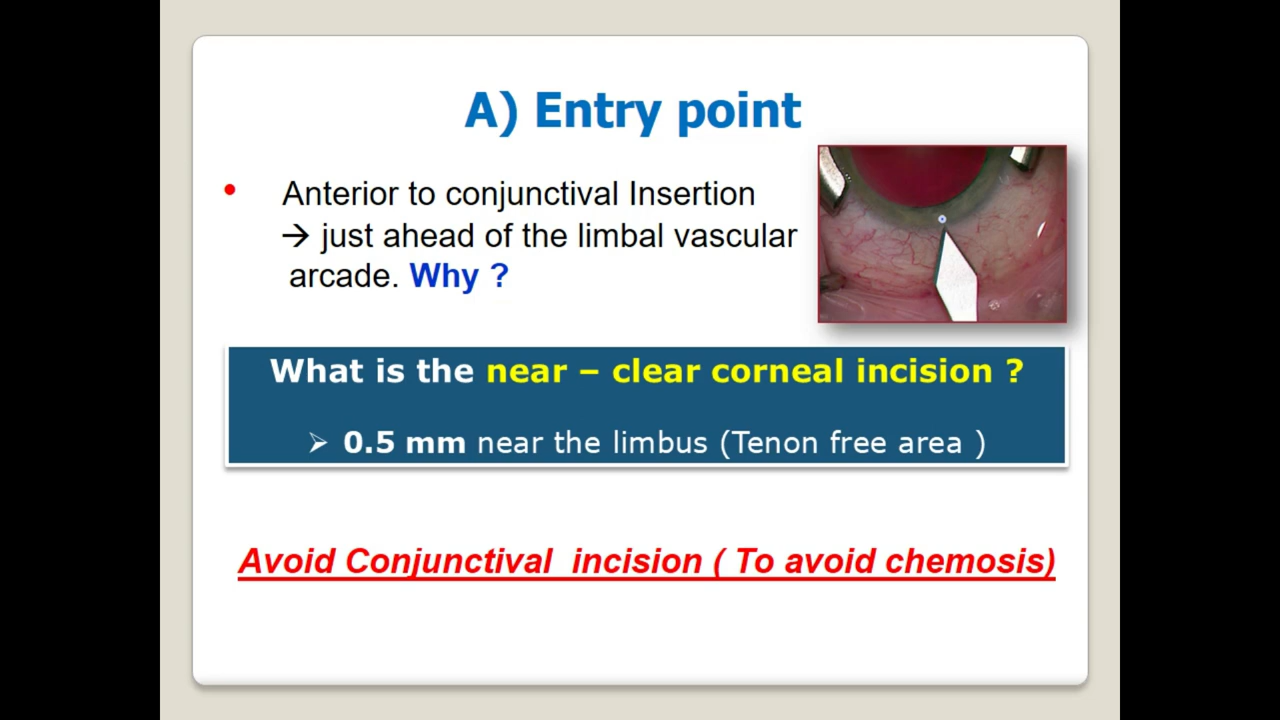 A) Entry point
• Anterior to conjunctival Insertion
→ just ahead of the limbal vascular
arcade. Why ?
What is the near – clear corneal incision ?
➢ 0.5 mm near the limbus (Tenon free area )
Avoid Conjunctival incision ( To avoid chemosis)